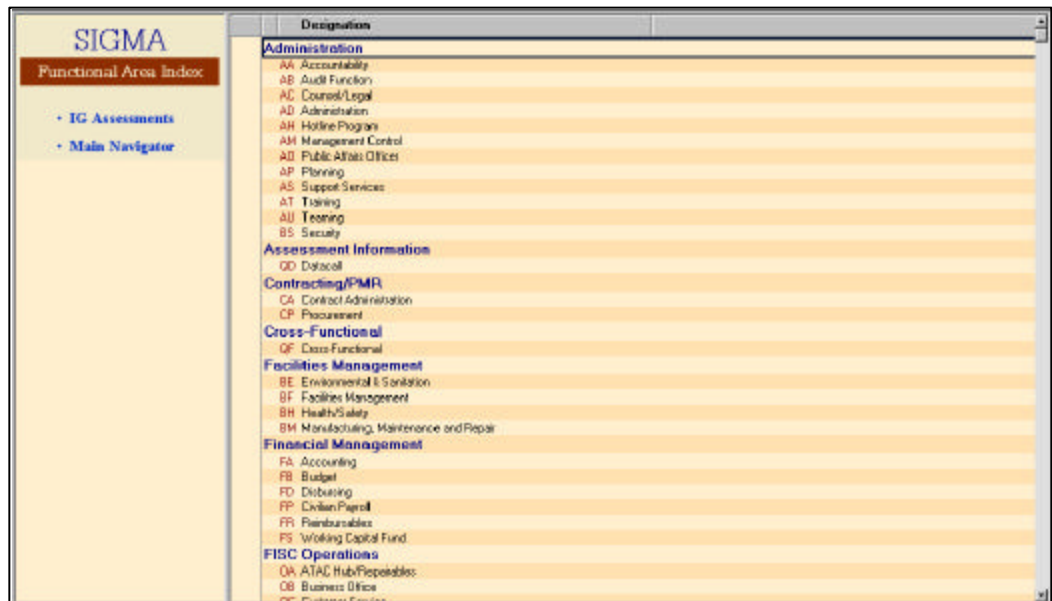 SIGMA
Functional Area Index
• IG Assessments
• Main Navigator
Designation
Administration
AA Accountability
AB Audit Function
AC Counsel/Legal
AD Administration
AH Hotline Program
AM Management Control
AO Public Affairs Officer
AP Planning
AS Support Services
AT Training
AU Teaming
BS Security
Assessment Information
QD Datacall
Contracting/PMR
CA Contract Administration
CP Procurement
Cross-Functional
QF Cross-Functional
Facilities Management
BE Environmental & Sanitation
BF Facilities Management
BH Health/Safety
BM Manufacturing, Maintenance and Repair
Financial Management
FA Accounting
FB Budget
FD Disbursing
FP Civilian Payroll
FR Reimbursables
FS Working Capital Fund
FISC Operations
OA ATAC Hub/Repairables
OB Business Office
Customer Service